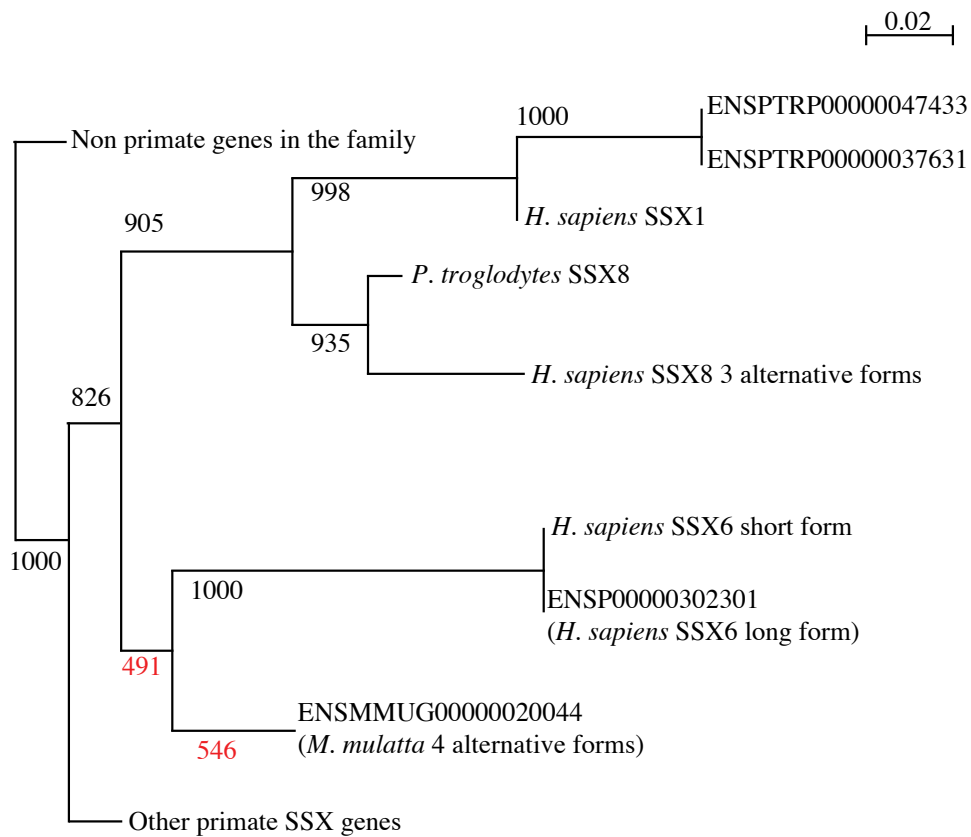 0.02
ENSPTRP00000047433
1000
Non primate genes in the family
ENSPTRP00000037631
998
H. sapiens SSX1
905
P. troglodytes SSX8
935
H. sapiens SSX8 3 alternative forms
826
H. sapiens SSX6 short form
1000
1000
ENSP00000302301
(H. sapiens SSX6 long form)
491
ENSMMUG00000020044
(M. mulatta 4 alternative forms)
546
Other primate SSX genes